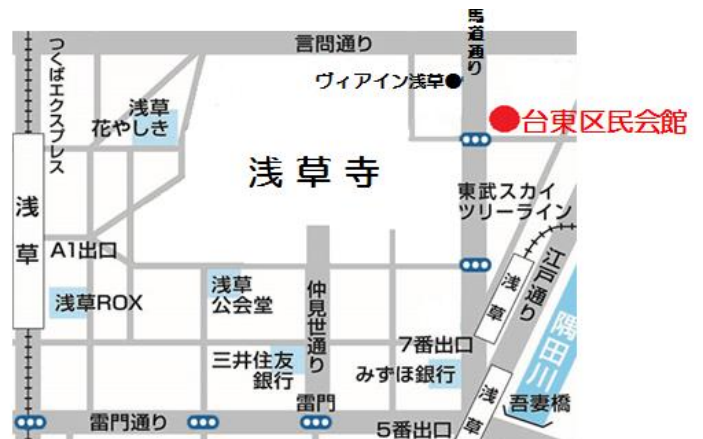 言問通り
馬道通り
つくばエクスプレス
ヴィアイン浅草●
浅草
花やしき
台東区民会館
浅草寺
東武スカイ
ツリーライン
浅草
A1出口
江戸通り
浅草ROX
浅草
公会堂
仲見世通り
浅草
隅田川
7番出口
三井住友
銀行
みずほ銀行
雷門
浅草
吾妻橋
雷門通り
5番出口